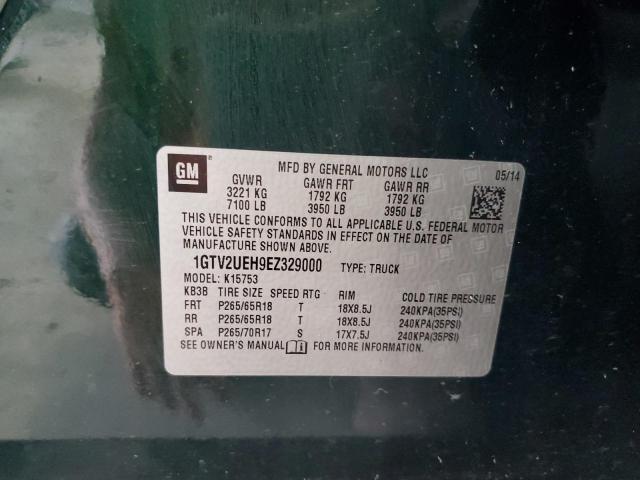 GM
MFD BY GENERAL MOTORS LLC 05/14
GVWR GAWR FRT GAWR RR
3221 KG 1792 KG 1792 KG
7100 LB 3950 LB 3950 LB
THIS VEHICLE CONFORMS TO ALL APPLICABLE U.S. FEDERAL MOTOR
VEHICLE SAFETY STANDARDS IN EFFECT ON THE DATE OF
MANUFACTURE SHOWN ABOVE.
1GTV2UEH9EZ329000 TYPE: TRUCK
MODEL: K15753
KB3B TIRE SIZE SPEED RTG RIM COLD TIRE PRESSURE
FRT P265/65R18 T 18X8.5J 240KPA(35PSI)
RR P265/65R18 T 18X8.5J 240KPA(35PSI)
SPA P265/70R17 S 17X7.5J 240KPA(35PSI)
SEE OWNER'S MANUAL FOR MORE INFORMATION.